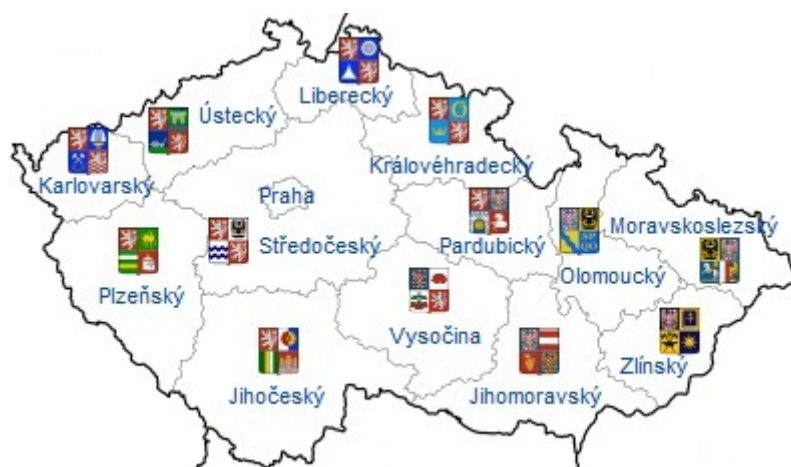 Liberecký
Ústecký
Královéhradecký
Karlovarský
Praha
Moravskoslezský
Středočeský
Pardubický
Olomoucký
Plzeňský
Vysočina
Zlínský
Jihočeský
Jihomoravský